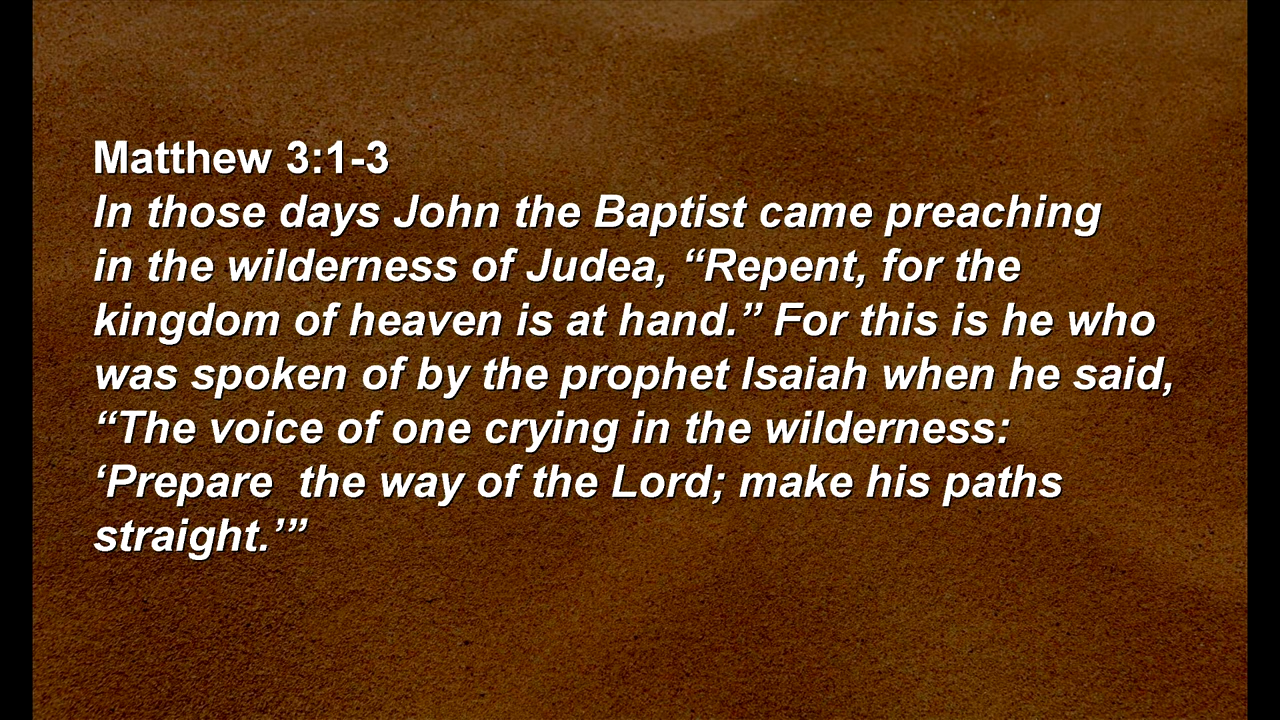 Matthew 3:1-3
In those days John the Baptist came preaching
in the wilderness of Judea, “Repent, for the
kingdom of heaven is at hand.” For this is he who
was spoken of by the prophet Isaiah when he said,
“The voice of one crying in the wilderness:
‘Prepare  the way of the Lord; make his paths
straight.’”